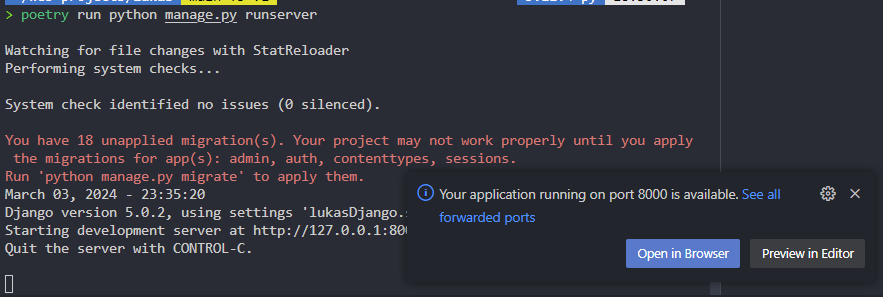 > poetry run python manage.py runserver
Watching for file changes with StatReloader
Performing system checks...
System check identified no issues (0 silenced).
You have 18 unapplied migration(s). Your project may not work properly until you apply
the migrations for app(s): admin, auth, contenttypes, sessions.
Run 'python manage.py migrate' to apply them.
March 03, 2024 - 23:35:20
Django version 5.0.2, using settings 'lukasDjango.
Starting development server at http://127.0.0.1:80
Quit the server with CONTROL-C.
Your application running on port 8000 is available. See all
forwarded ports
Open in Browser
Preview in Editor